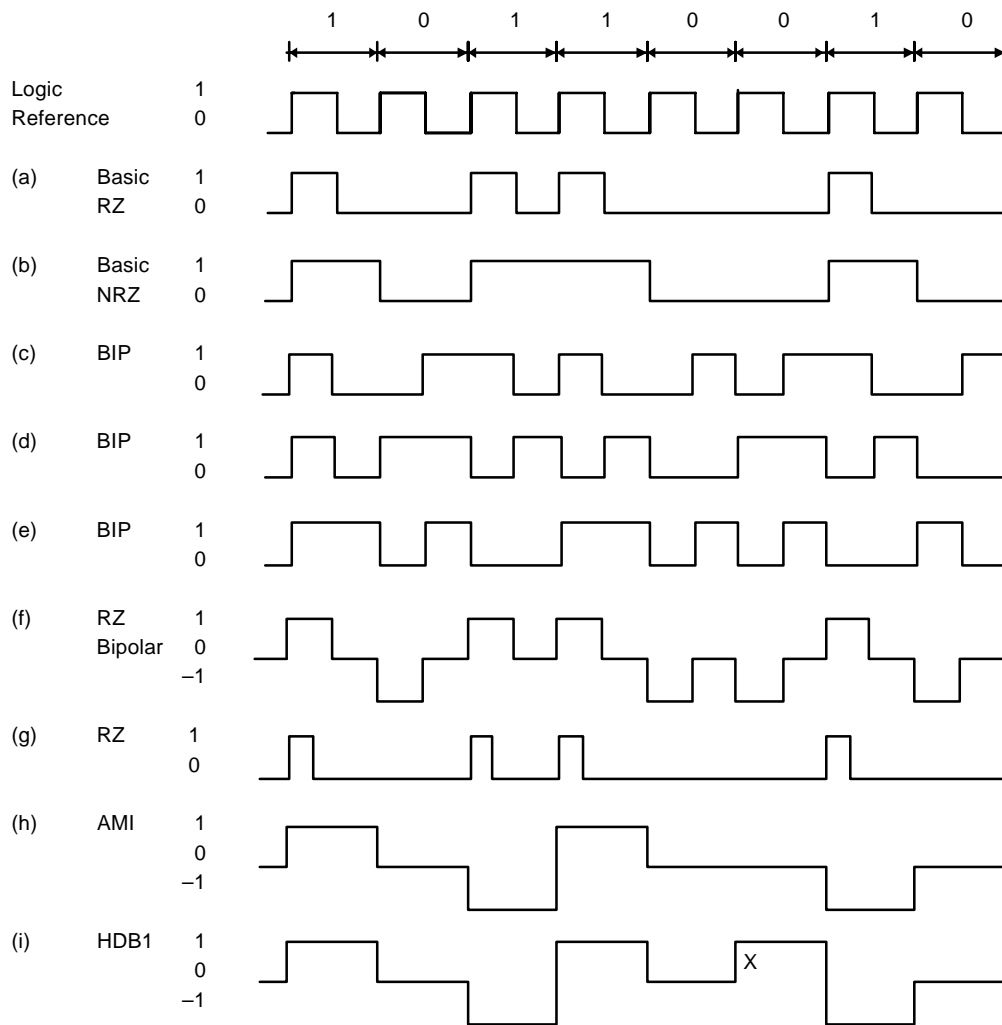 1 0 1 1 0 0 1 0
Logic 1
Reference 0
(a) Basic 1
RZ 0
(b) Basic 1
NRZ 0
(c) BIP 1
0
(d) BIP 1
0
(e) BIP 1
0
(f) RZ 1
Bipolar 0
–1
(g) RZ 1
0
(h) AMI 1
0
–1
(i) HDB1 1
0 X
–1